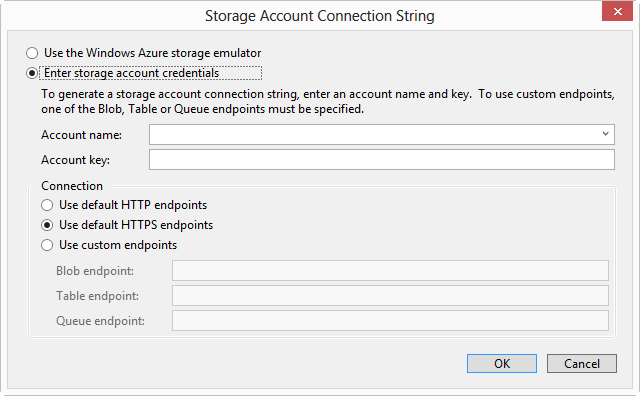 Storage Account Connection String
Use the Windows Azure storage emulator
Enter storage account credentials
To generate a storage account connection string, enter an account name and key.  To use custom endpoints,
one of the Blob, Table or Queue endpoints must be specified.
Account name:
Account key:
Connection
Use default HTTP endpoints
Use default HTTPS endpoints
Use custom endpoints
Blob endpoint:
Table endpoint:
Queue endpoint:
OK Cancel